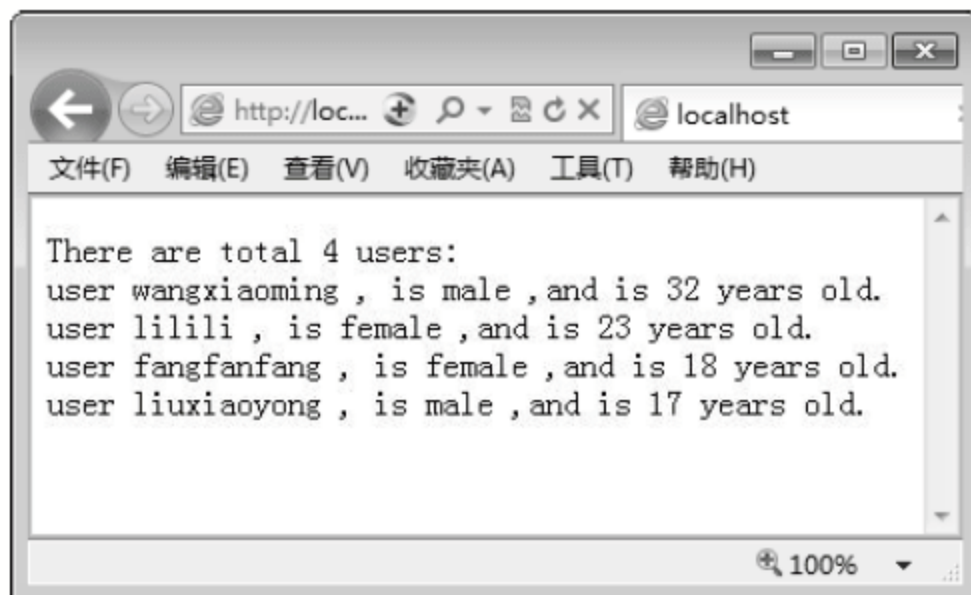 http://loc... localhost
文件(F) 编辑(E) 查看(V) 收藏夹(A) 工具(T) 帮助(H)
There are total 4 users:
user wangxiaoming , is male ,and is 32 years old.
user lilili , is female ,and is 23 years old.
user fangfanfang , is female ,and is 18 years old.
user liuxiaoyong , is male ,and is 17 years old.
100%